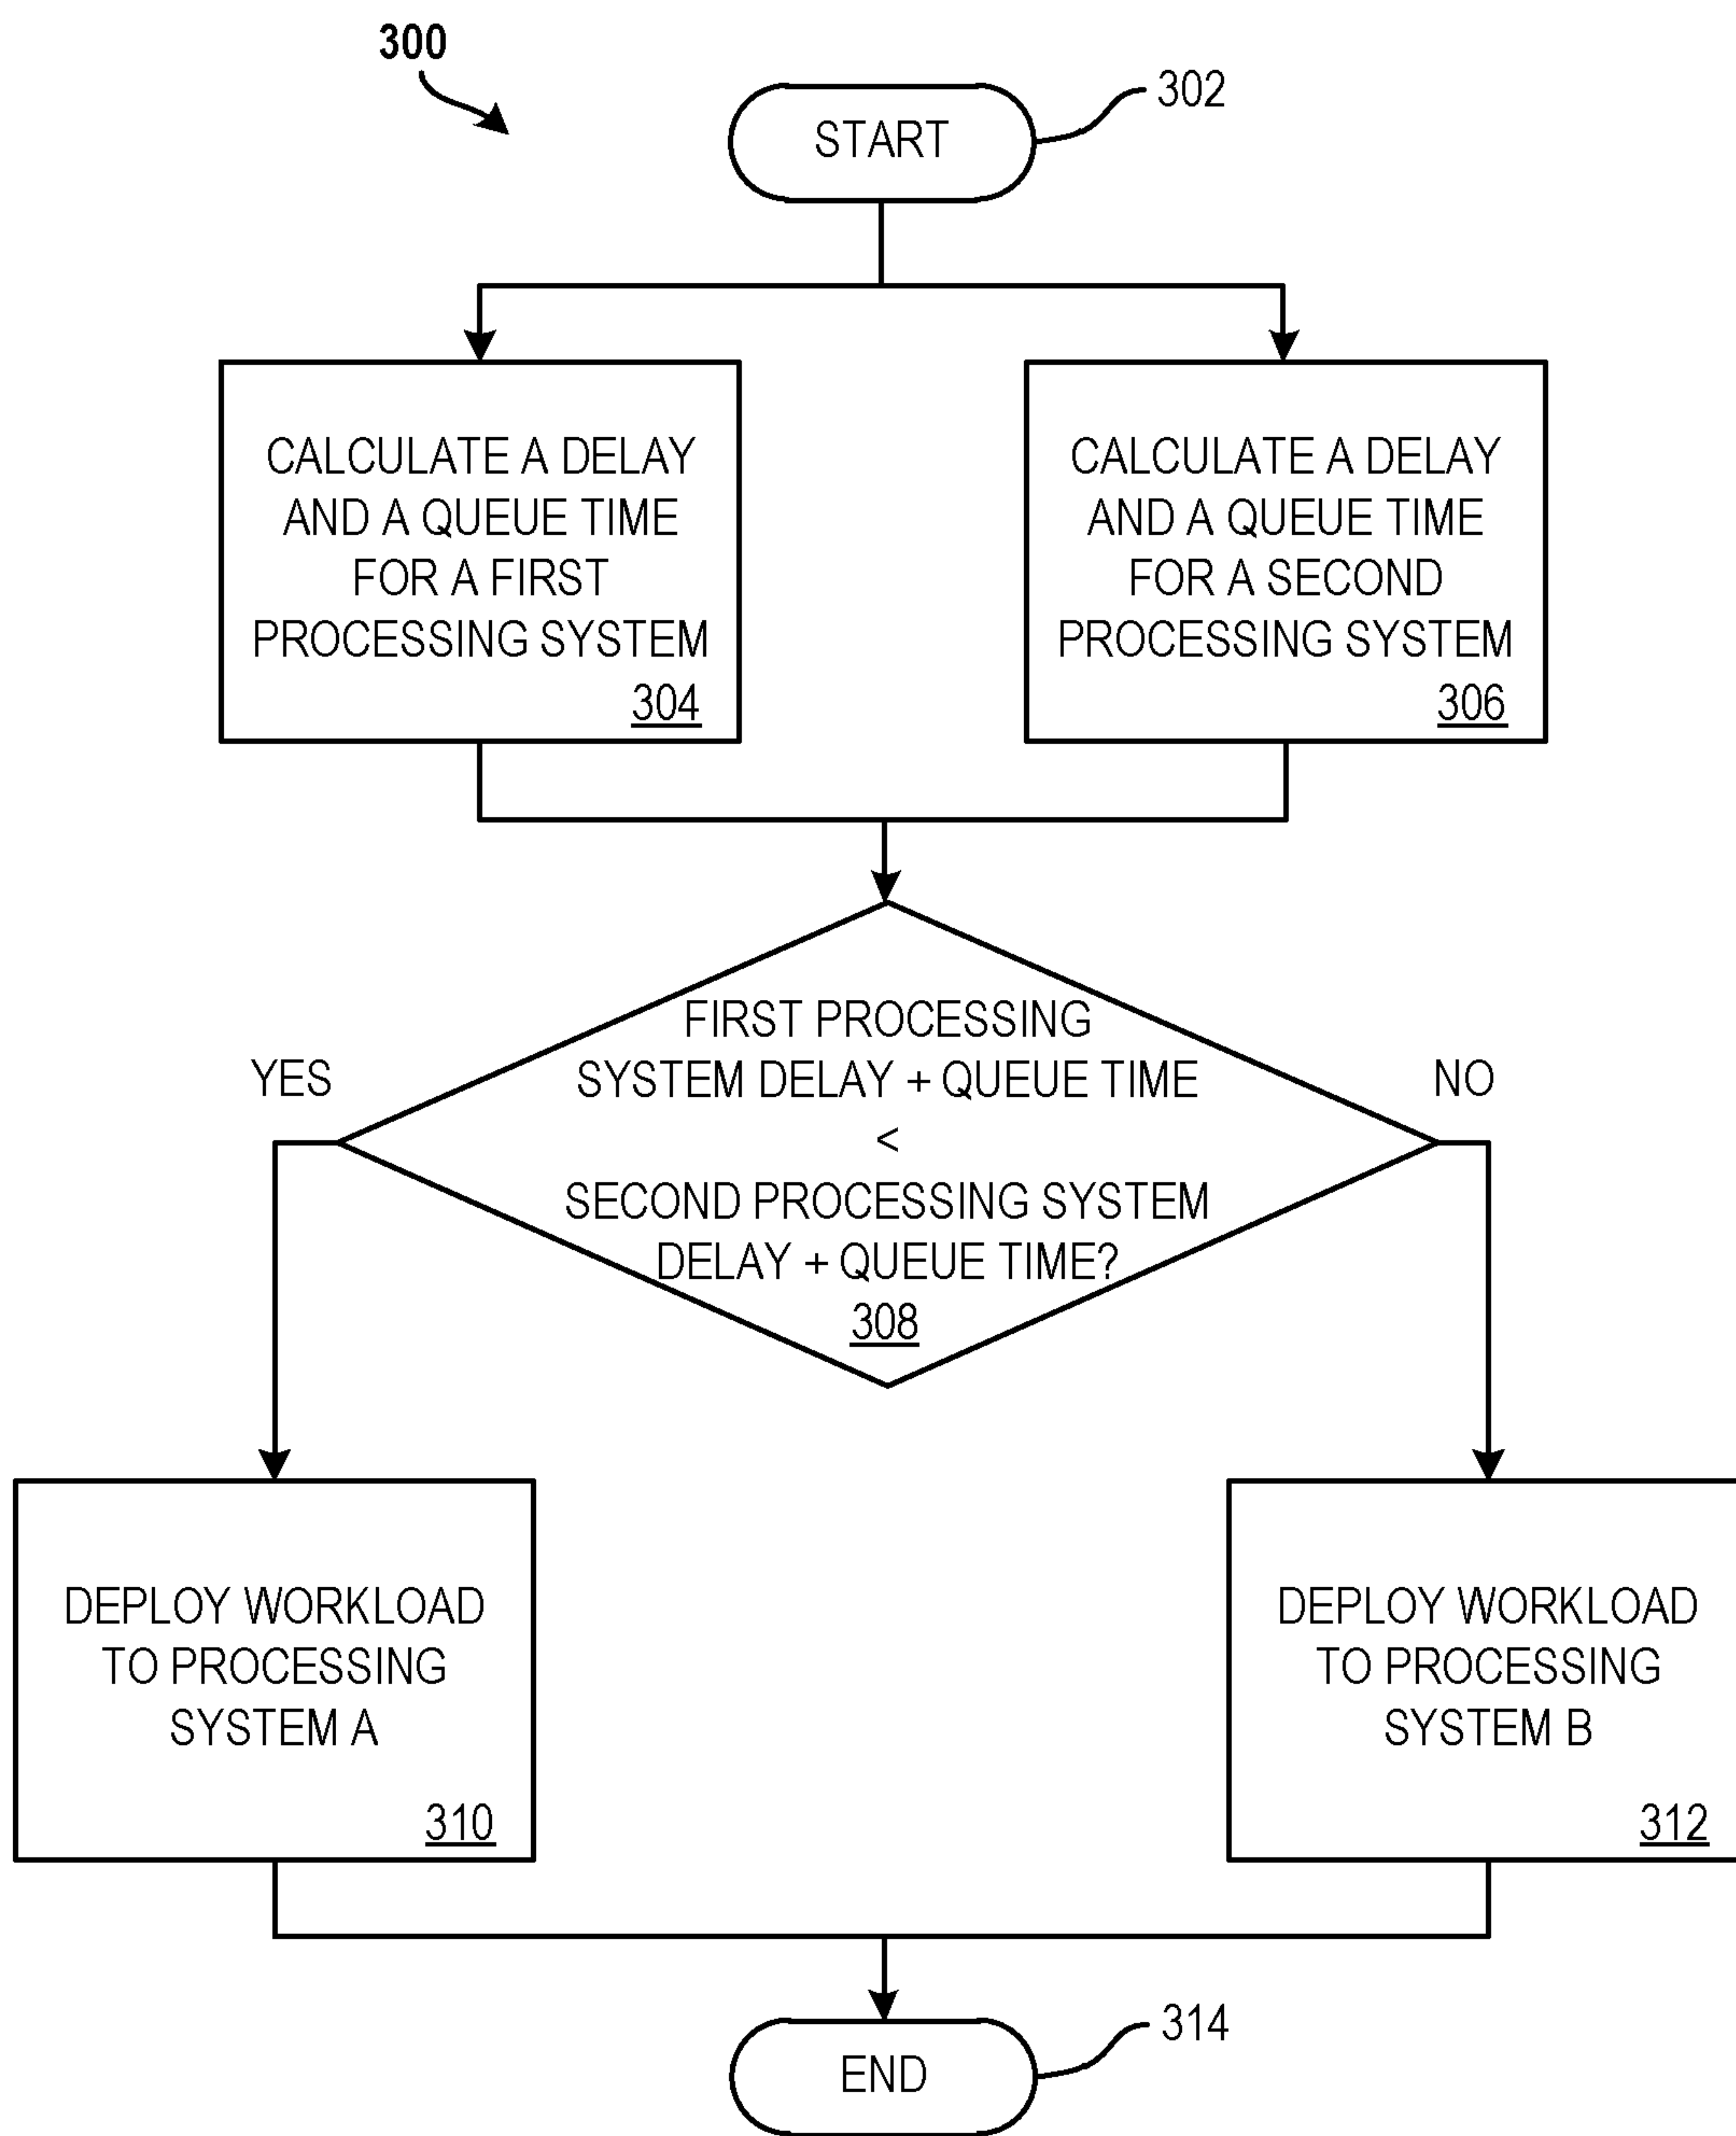 300
302
START
CALCULATE A DELAY
AND A QUEUE TIME
FOR A FIRST
PROCESSING SYSTEM
304
CALCULATE A DELAY
AND A QUEUE TIME
FOR A SECOND
PROCESSING SYSTEM
306
FIRST PROCESSING
SYSTEM DELAY + QUEUE TIME
<
SECOND PROCESSING SYSTEM
DELAY + QUEUE TIME?
308
YES
NO
DEPLOY WORKLOAD
TO PROCESSING
SYSTEM A
310
DEPLOY WORKLOAD
TO PROCESSING
SYSTEM B
312
314
END